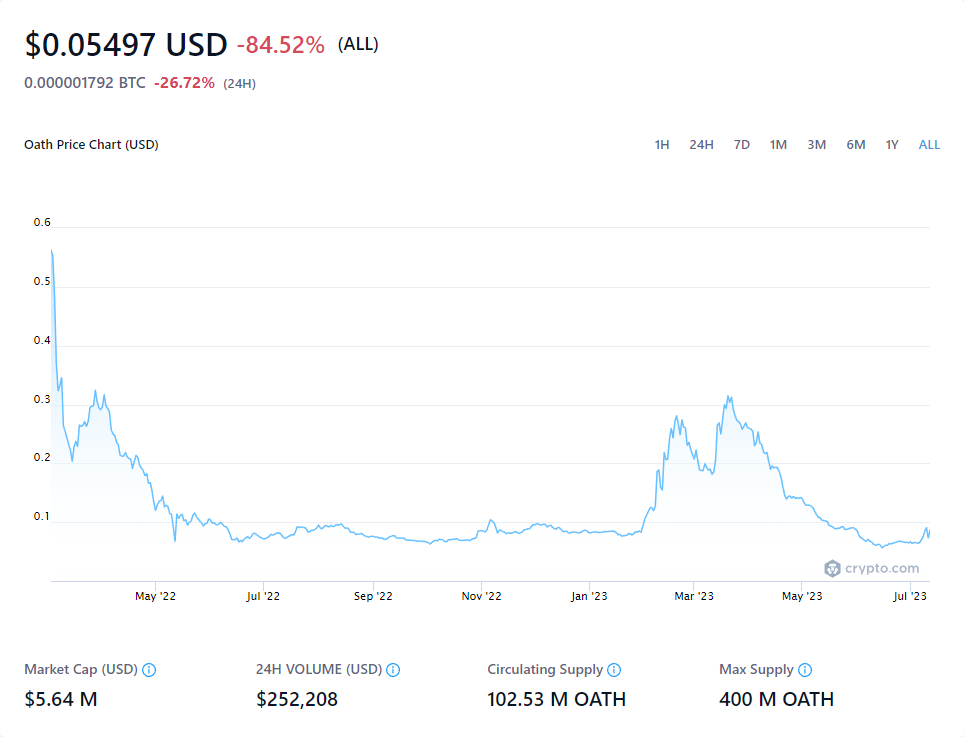 $0.05497 USD -84.52% (ALL)
0.000001792 BTC -26.72% (24H)
Oath Price Chart (USD) 1H 24H 7D 1M 3M 6M 1Y ALL
0.6
0.5
0.4
0.3
0.2
0.1
crypto.com
May '22 Jul '22 Sep '22 Nov '22 Jan '23 Mar '23 May '23 Jul '23
Market Cap (USD) 24H VOLUME (USD) Circulating Supply Max Supply
$5.64 M $252,208 102.53 M OATH 400 M OATH